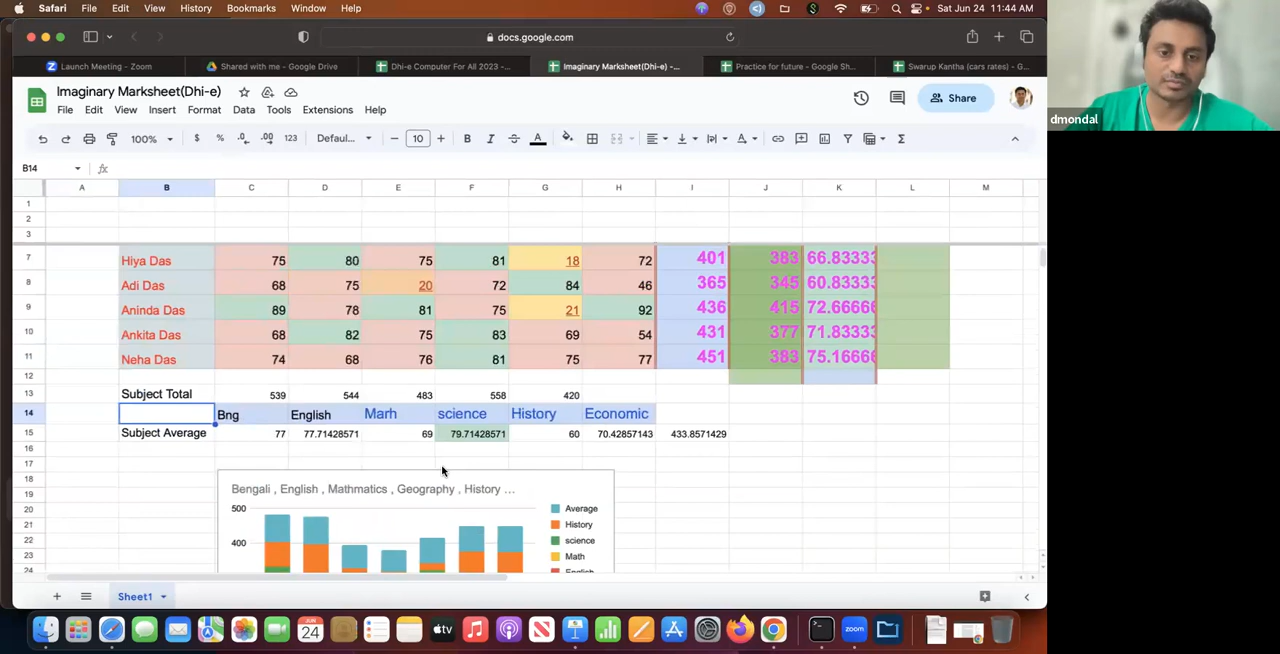 Safari File Edit View History Bookmarks Window Help Sat Jun 24 11:44 AM
docs.google.com
Launch Meeting - Zoom Shared with me - Google Drive Dhi-e Computer For All 2023 -... Imaginary Marksheet(Dhi-e) -... Practice for future - Google Sh... Swarup Kantha (cars rates) - G...
Imaginary Marksheet(Dhi-e)
File Edit View Insert Format Data Tools Extensions Help
Share
100% $ % .0 .00 123 Defaul... 10 B I S A
B14 fx
A B C D E F G H I J K L M
1
2
3
7 Hiya Das 75 80 75 81 18 72 401 383 66.83333
8 Adi Das 68 75 20 72 84 46 365 345 60.83333
9 Aninda Das 89 78 81 75 21 92 436 415 72.66666
10 Ankita Das 68 82 75 83 69 54 431 377 71.83333
11 Neha Das 74 68 76 81 75 77 451 383 75.16666
12
13 Subject Total 539 544 483 558 420
14 Bng English Marh science History Economic
15 Subject Average 77 77.71428571 69 79.71428571 60 70.42857143 433.8571429
16
17
18
19
20
21
22
23
24
Bengali , English , Mathmatics , Geography , History ...
500
400
Average
History
science
Math
English
Sheet1
dmondal
JUN
24
tv
zoom